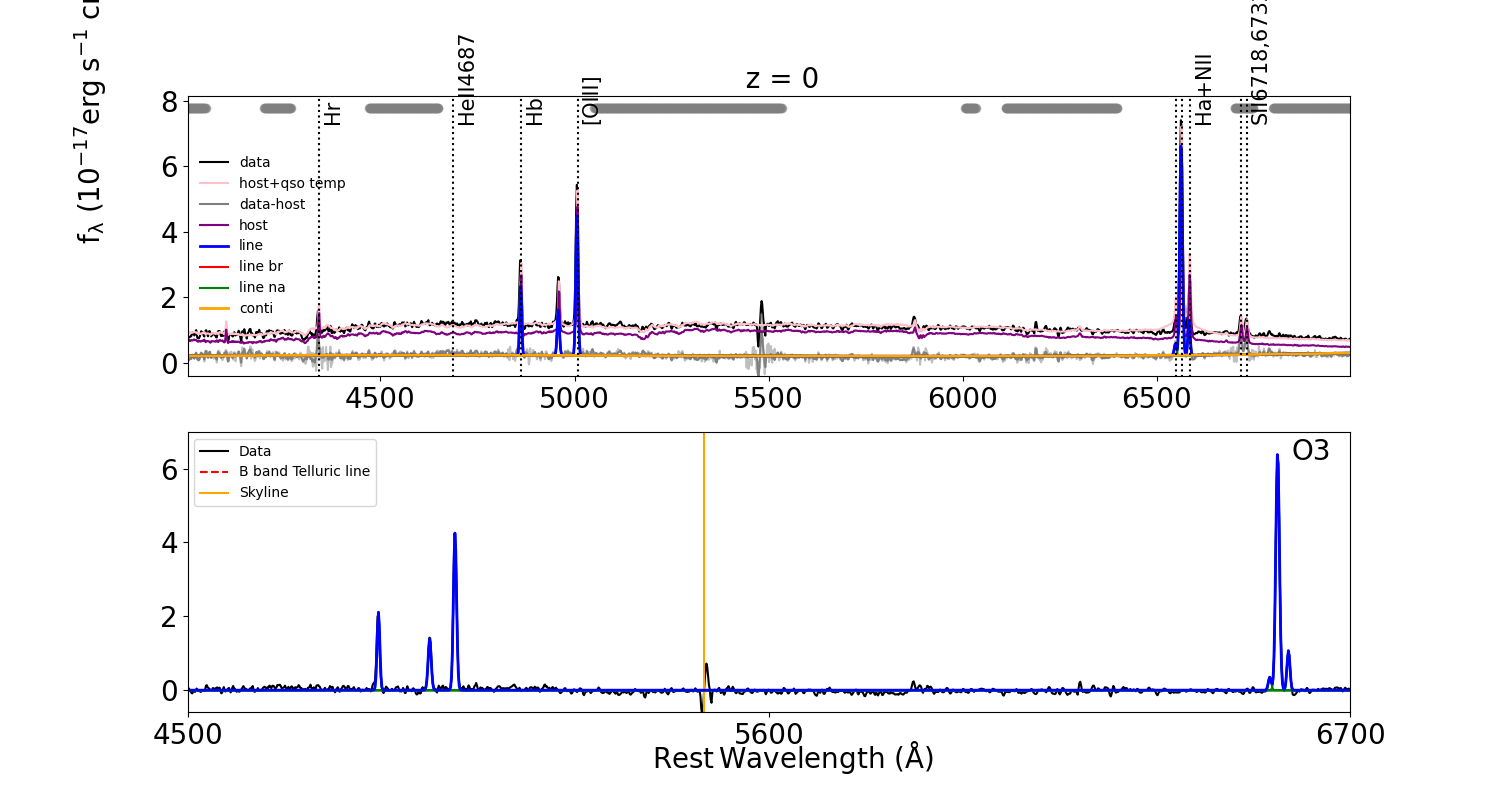 z = 0
f_λ (10⁻¹⁷erg s⁻¹ c
8
6
4
2
0
Hr
HeII4687
Hb
[OIII]
Ha+NII
SII6718,673
data
host+qso temp
data-host
host
line
line br
line na
conti
4500 5000 5500 6000 6500
O3
Data
B band Telluric line
Skyline
6
4
2
0
4500 5600 6700
Rest Wavelength (Å)